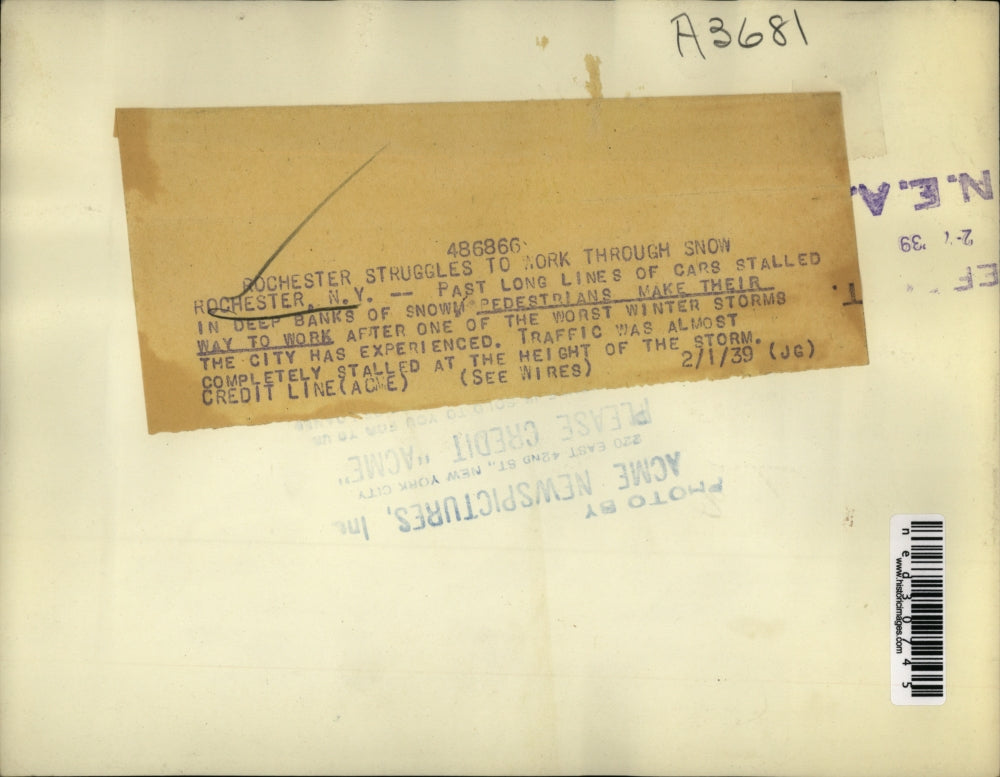 A3681
486866
ROCHESTER STRUGGLES TO WORK THROUGH SNOW
ROCHESTER, N.Y. -- PAST LONG LINES OF CARS STALLED
IN DEEP BANKS OF SNOW PEDESTRIANS MAKE THEIR
WAY TO WORK AFTER ONE OF THE WORST WINTER STORMS
THE CITY HAS EXPERIENCED. TRAFFIC WAS ALMOST
COMPLETELY STALLED AT THE HEIGHT OF THE STORM.
CREDIT LINE(ACME) (SEE WIRES) 2/1/39 (JG)
N.E.A.
PHOTO BY
ACME NEWSPICTURES, Inc
220 EAST 42ND ST., NEW YORK CITY
PLEASE CREDIT "ACME"
www.historicimages.com
ned30745